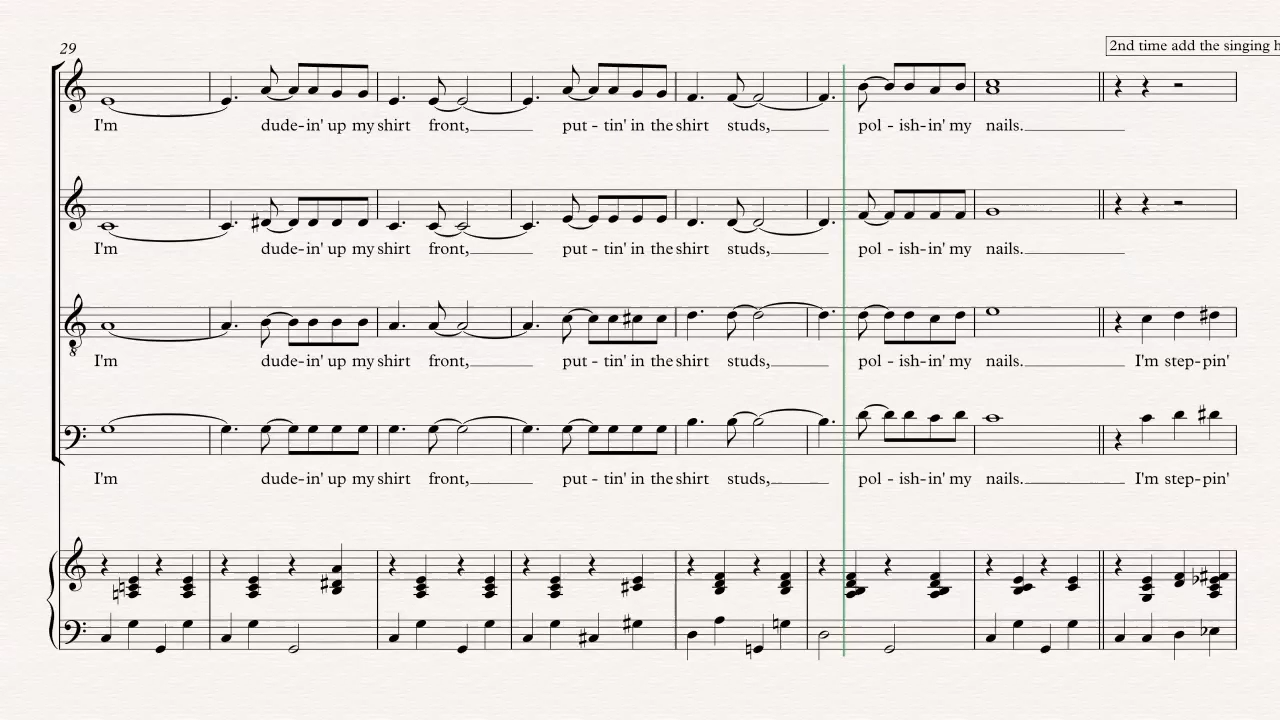 29
2nd time add the singing h
I'm dude-in' up my shirt front, put - tin' in the shirt studs, pol - ish-in' my nails.
I'm dude-in' up my shirt front, put - tin' in the shirt studs, pol - ish-in' my nails.
I'm dude-in' up my shirt front, put - tin' in the shirt studs, pol - ish-in' my nails. I'm step-pin'
I'm dude-in' up my shirt front, put - tin' in the shirt studs, pol - ish-in' my nails. I'm step-pin'